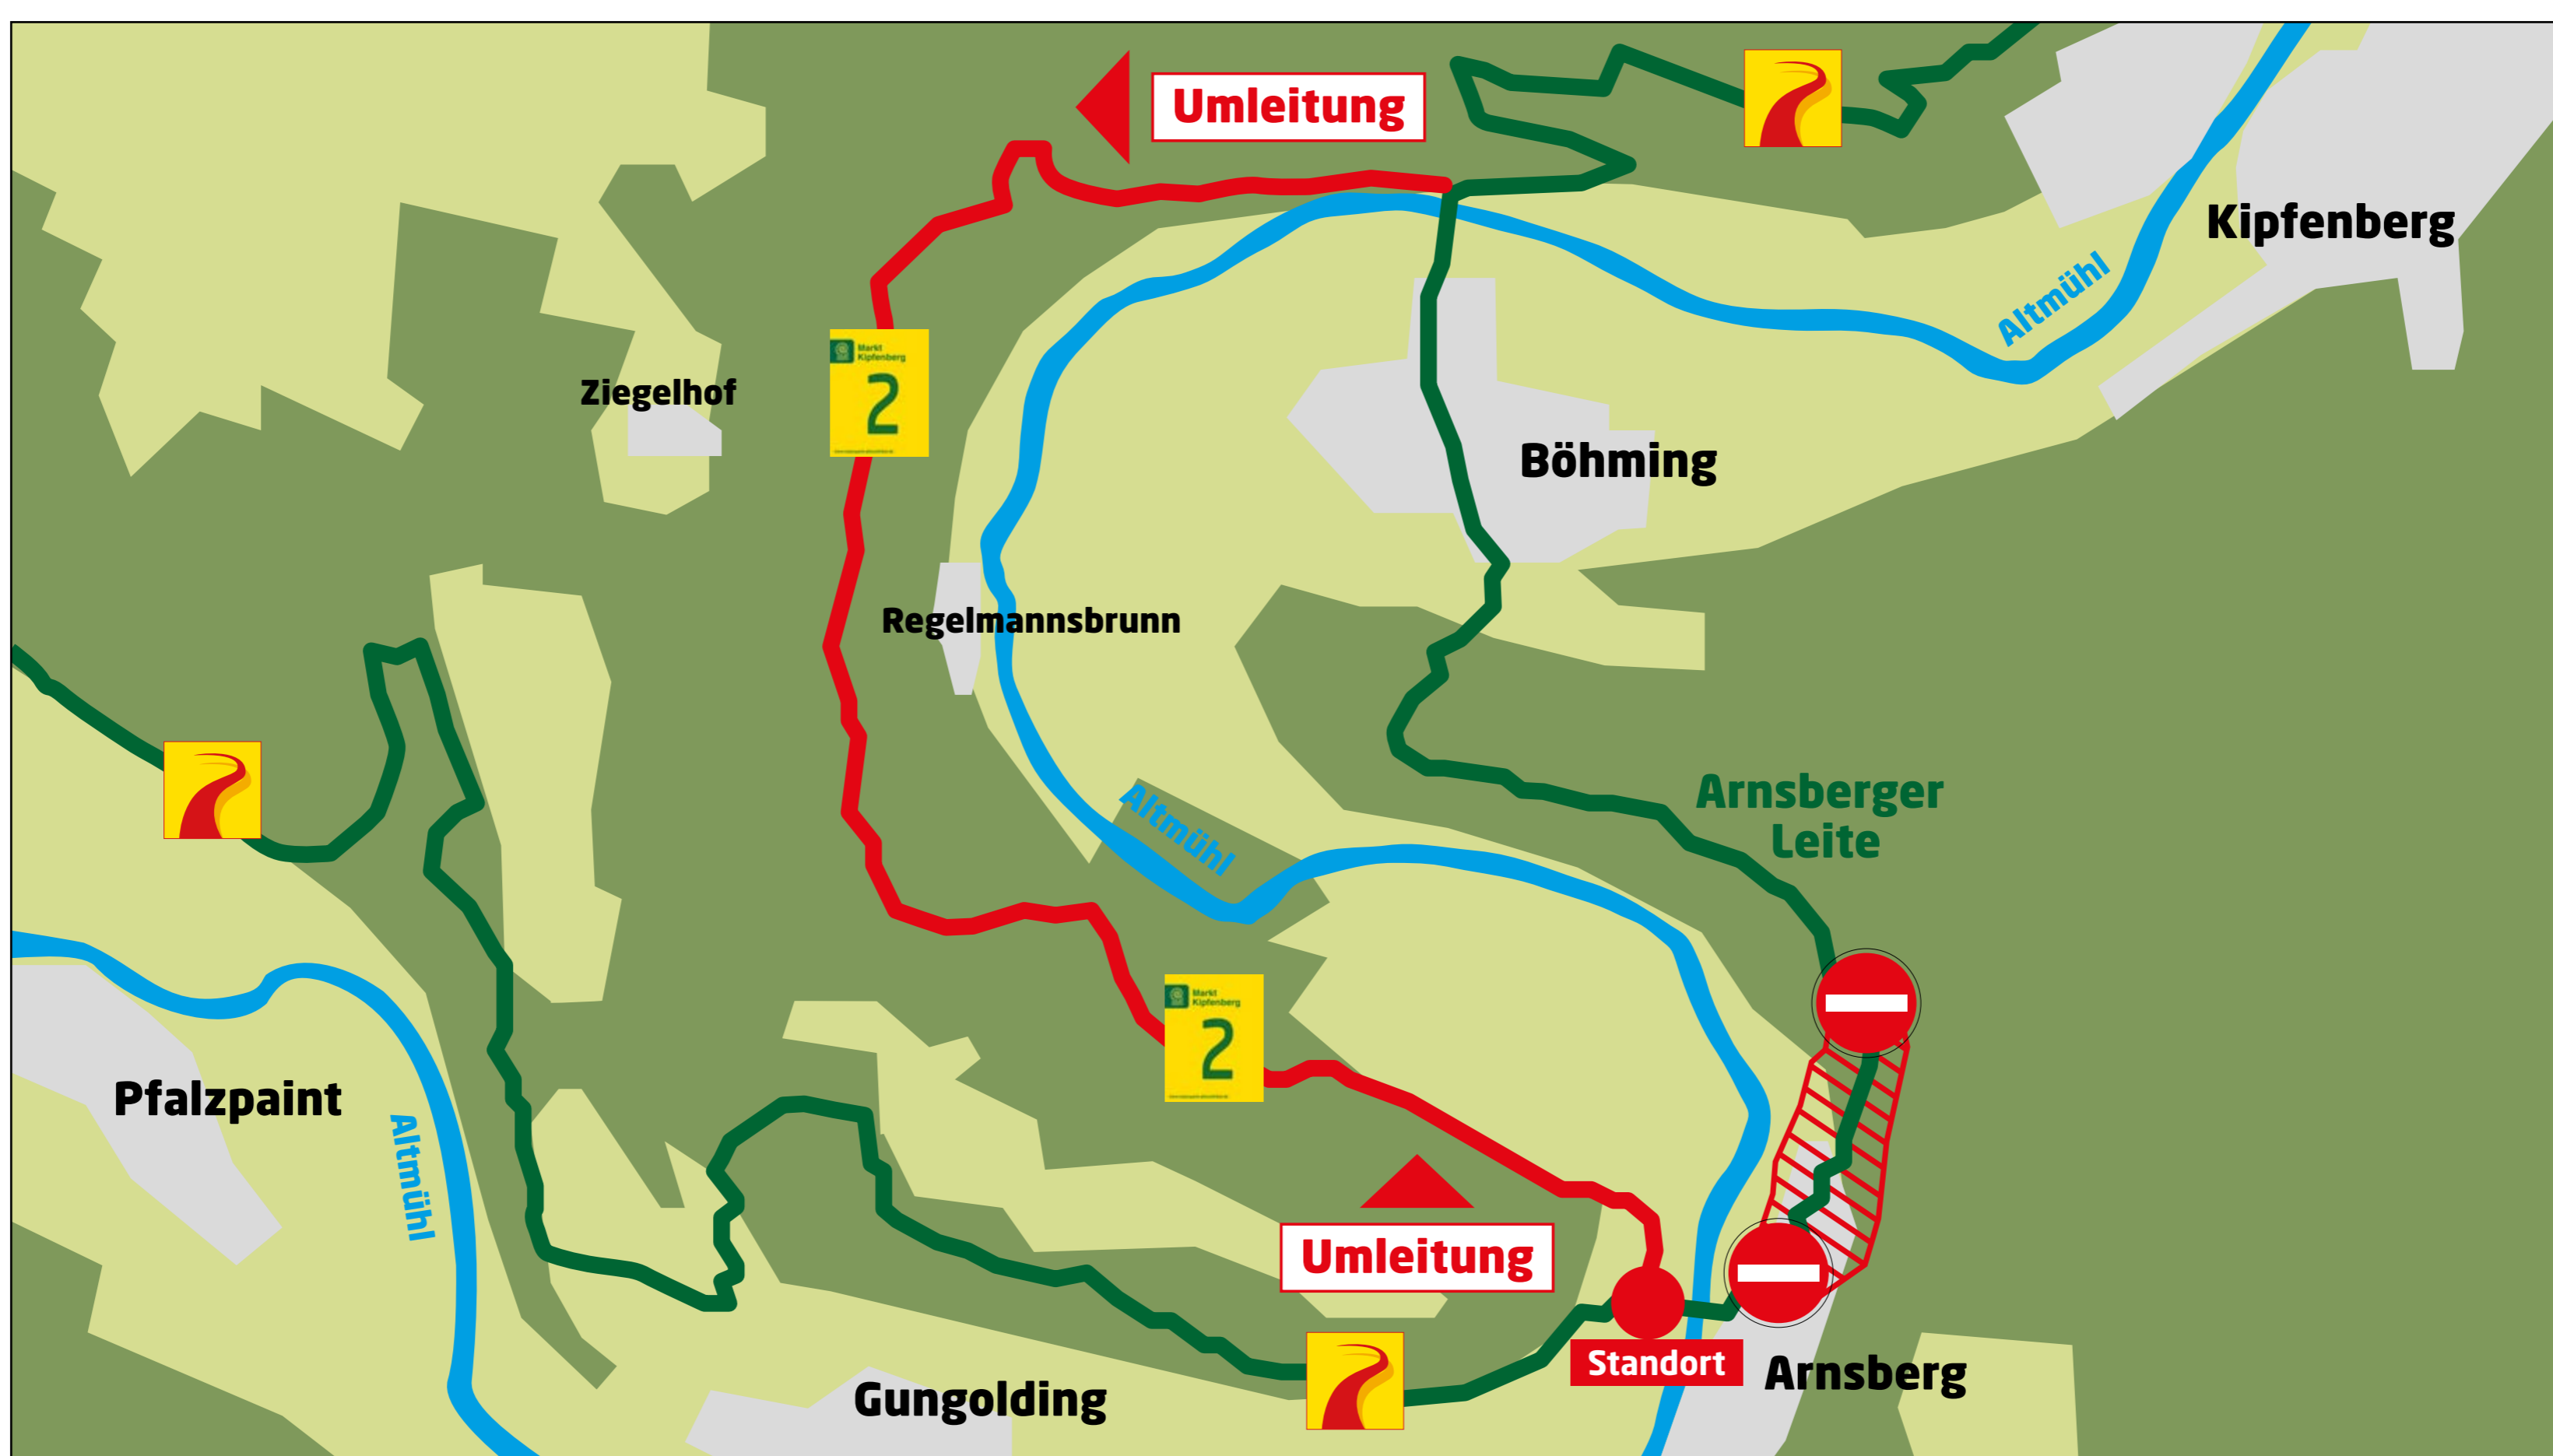 Umleitung
Kipfenberg
Altmühl
Markt
Kipfenberg
2
Ziegelhof
Böhming
Regelmannsbrunn
Arnsberger
Leite
Altmühl
Markt
Kipfenberg
2
Pfalzpaint
Altmühl
Umleitung
Standort
Arnsberg
Gungolding